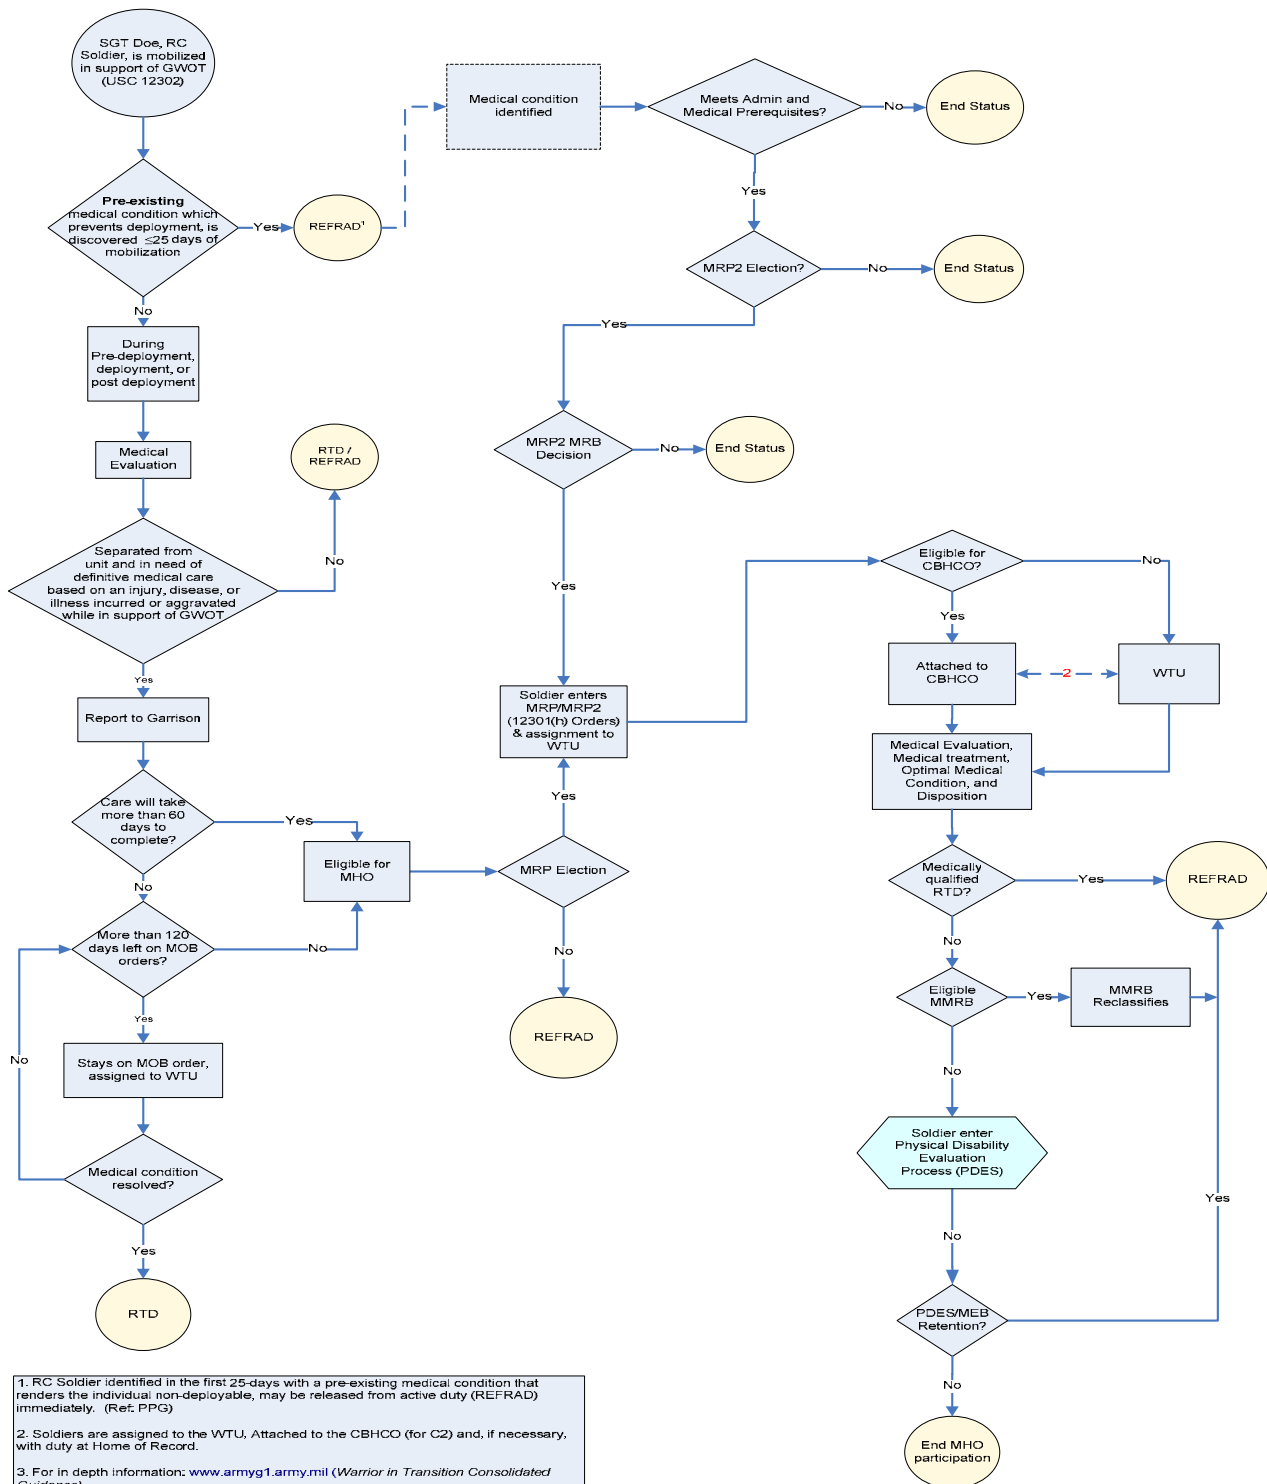 SGT Doe, RC
Soldier, is mobilized
in support of GWOT
(USC 12302)
Pre-existing
medical condition which
prevents deployment, is
discovered ≤25 days of
mobilization
Yes
REFRAD¹
No
During
Pre-deployment,
deployment, or
post deployment
Medical
Evaluation
Separated from
unit and in need of
definitive medical care
based on an injury, disease, or
illness incurred or aggravated
while in support of GWOT
No
RTD /
REFRAD
Yes
Report to Garrison
Care will take
more than 60
days to
complete?
Yes
No
Eligible for
MHO
More than 120
days left on MOB
orders?
No
Yes
Stays on MOB order,
assigned to WTU
Medical condition
resolved?
No
Yes
RTD
Medical condition
identified
Meets Admin and
Medical Prerequisites?
No
End Status
Yes
MRP2 Election?
No
End Status
Yes
MRP2 MRB
Decision
No
End Status
Yes
Soldier enters
MRP/MRP2
(12301(h) Orders)
& assignment to
WTU
Yes
MRP Election
No
REFRAD
Eligible for
CBHCO?
No
Yes
Attached to
CBHCO
2
WTU
Medical Evaluation,
Medical treatment,
Optimal Medical
Condition, and
Disposition
Medically
qualified
RTD?
Yes
REFRAD
No
Eligible
MMRB
Yes
MMRB
Reclassifies
No
Soldier enter
Physical Disability
Evaluation
Process (PDES)
No
Yes
PDES/MEB
Retention?
No
End MHO
participation
1. RC Soldier identified in the first 25-days with a pre-existing medical condition that
renders the individual non-deployable, may be released from active duty (REFRAD)
immediately. (Ref: PPG)
2. Soldiers are assigned to the WTU, Attached to the CBHCO (for C2) and, if necessary,
with duty at Home of Record.
3. For in depth information: www.armyg1.army.mil (Warrior in Transition Consolidated
Guidance)